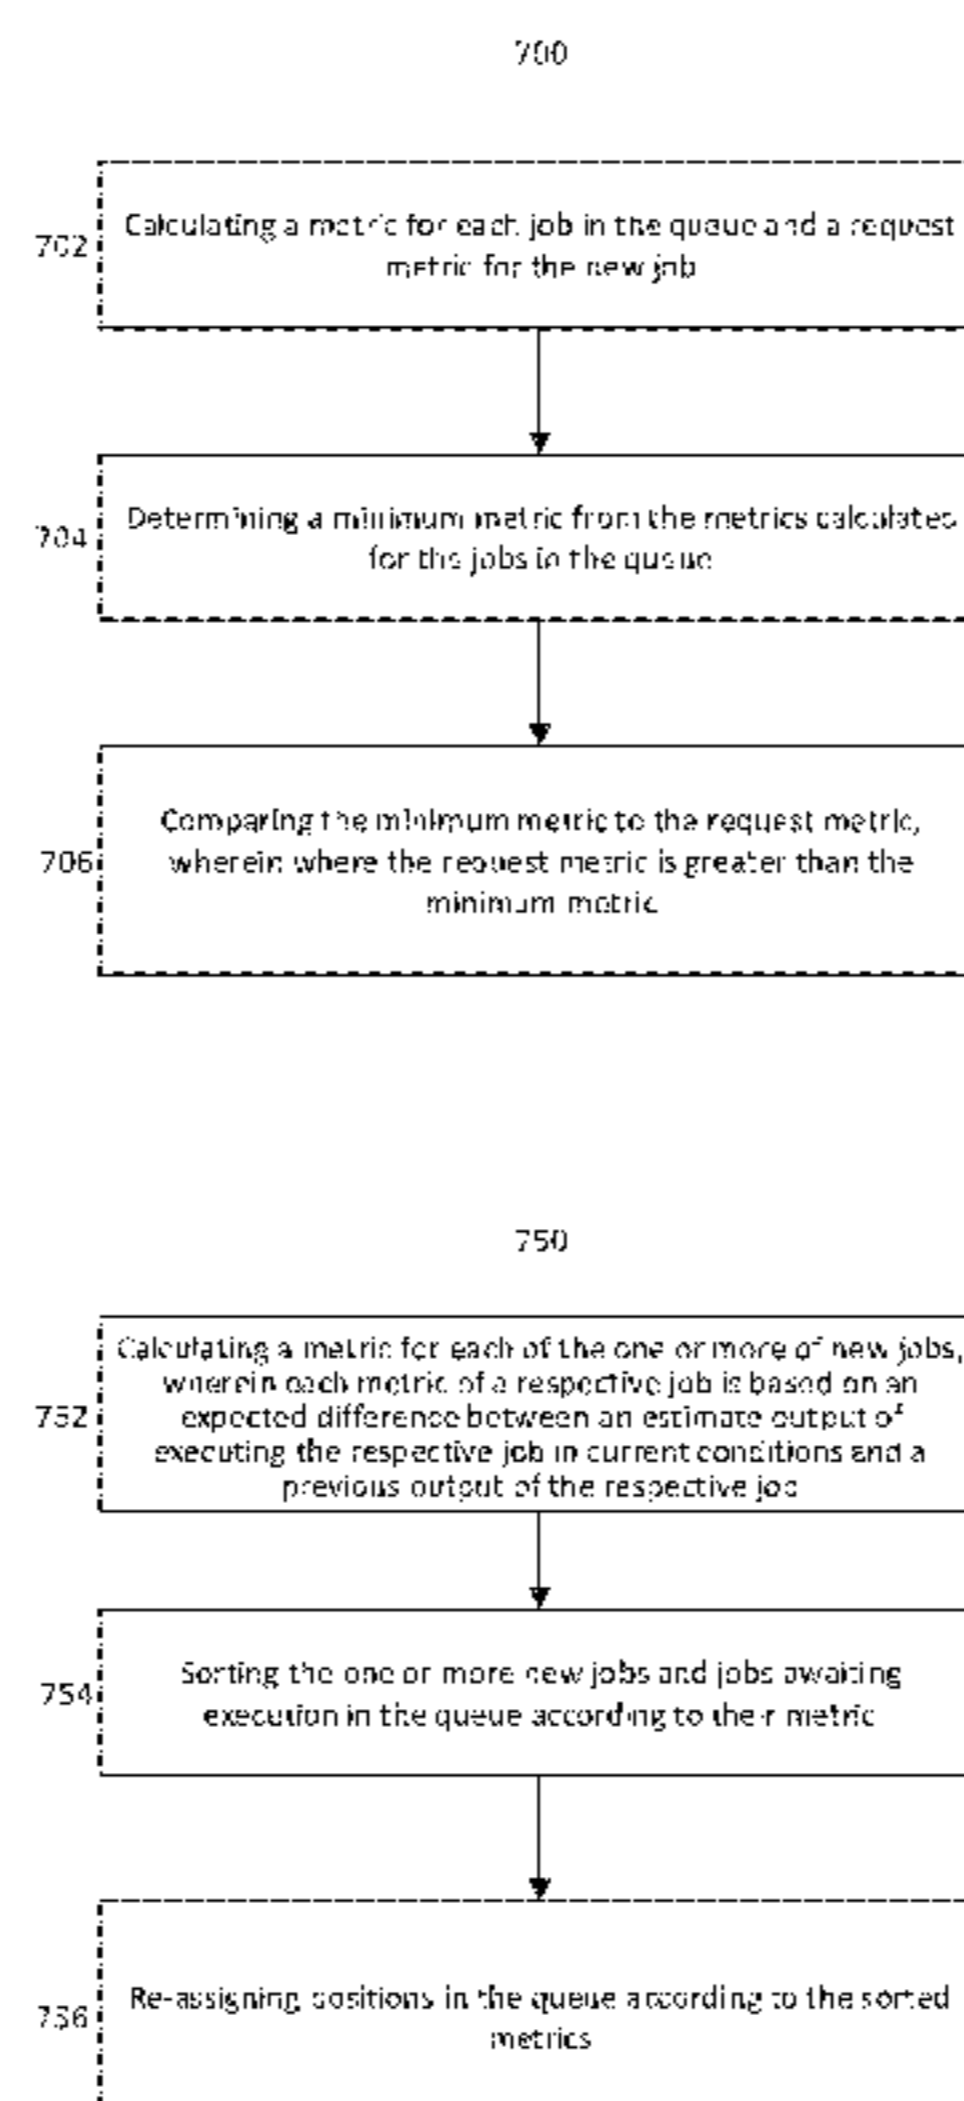 700
702
Calculating a metric for each job in the queue and a request
metric for the new job
704
Determining a minimum metric from the metrics calculates
for the jobs in the queue
706
Comparing the minimum metric to the request metric,
wherein where the request metric is greater than the
minimum metric
750
752
Calculating a metric for each of the one or more of new jobs,
wherein each metric of a respective job is based on an
expected difference between an estimate output of
executing the respective job in current conditions and a
previous output of the respective job
754
Sorting the one or more new jobs and jobs awaiting
execution in the queue according to their metric
756
Re-assigning positions in the queue according to the sorted
metrics